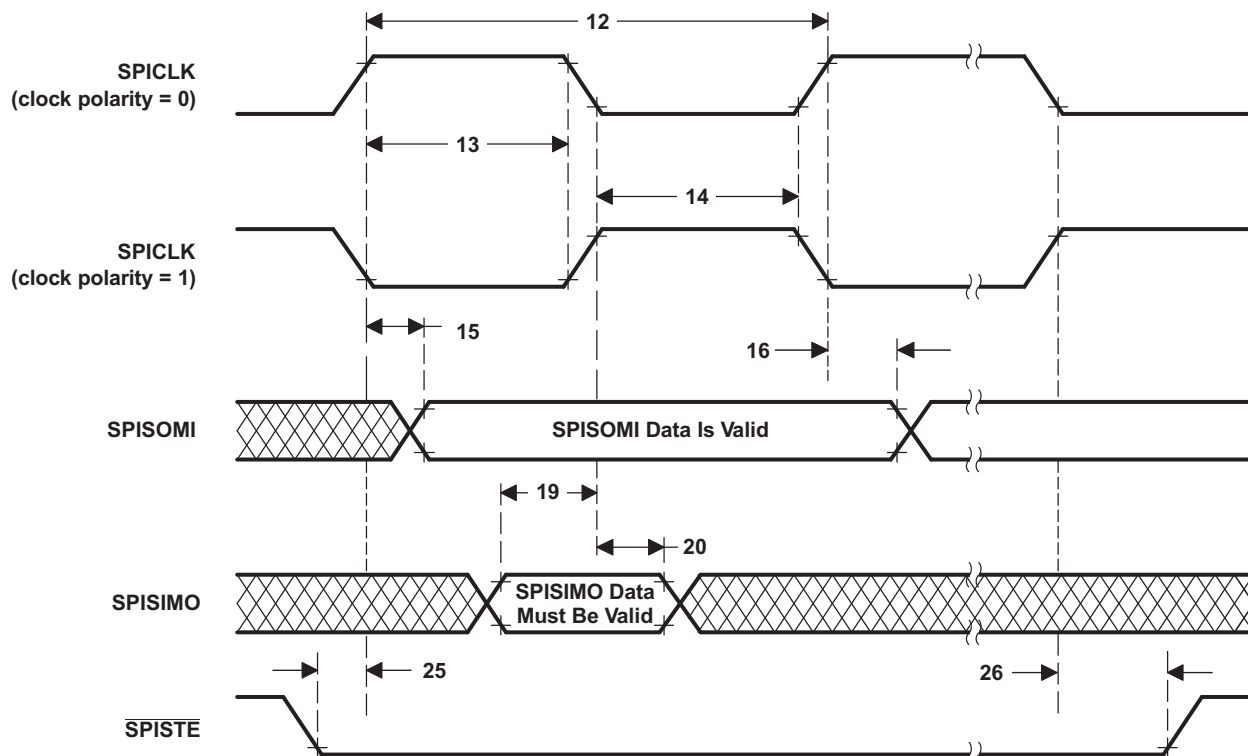 12
SPICLK
(clock polarity = 0)
13
14
SPICLK
(clock polarity = 1)
15
16
SPISOMI
SPISOMI Data Is Valid
19
20
SPISIMO
SPISIMO Data
Must Be Valid
25
26
SPISTE